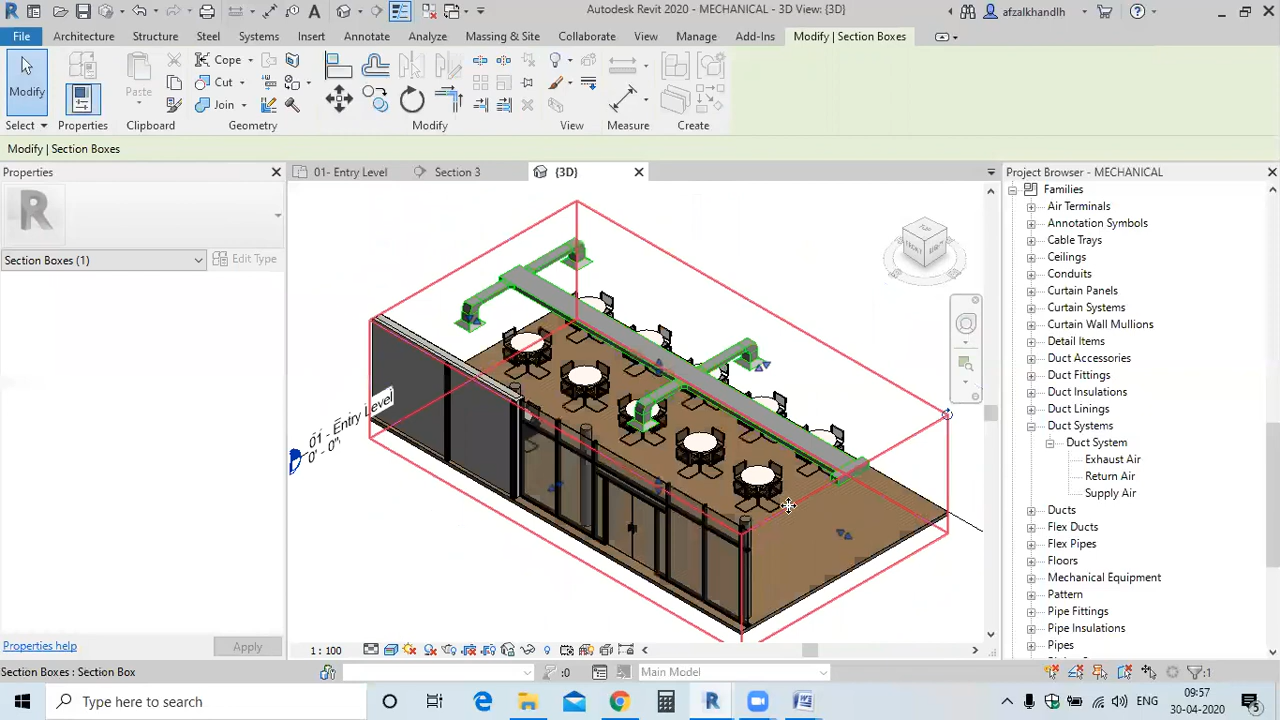 Autodesk Revit 2020 - MECHANICAL - 3D View: {3D}
afzalkhandlh
File Architecture Structure Steel Systems Insert Annotate Analyze Massing & Site Collaborate View Manage Add-Ins Modify | Section Boxes
Modify
Paste
Cope
Cut
Join
Select Properties Clipboard Geometry Modify View Measure Create
Modify | Section Boxes
Properties
Section Boxes (1)
Edit Type
Properties help
Apply
01- Entry Level
Section 3
{3D}
TOP
FRONT
RIGHT
01 - Entry Level
0' - 0"
1 : 100
Project Browser - MECHANICAL
Families
Air Terminals
Annotation Symbols
Cable Trays
Ceilings
Conduits
Curtain Panels
Curtain Systems
Curtain Wall Mullions
Detail Items
Duct Accessories
Duct Fittings
Duct Insulations
Duct Linings
Duct Systems
Duct System
Exhaust Air
Return Air
Supply Air
Ducts
Flex Ducts
Flex Pipes
Floors
Mechanical Equipment
Pattern
Pipe Fittings
Pipe Insulations
Pipes
Section Boxes : Section Box
:0
Main Model
:1
Type here to search
ENG
09:57
30-04-2020
5